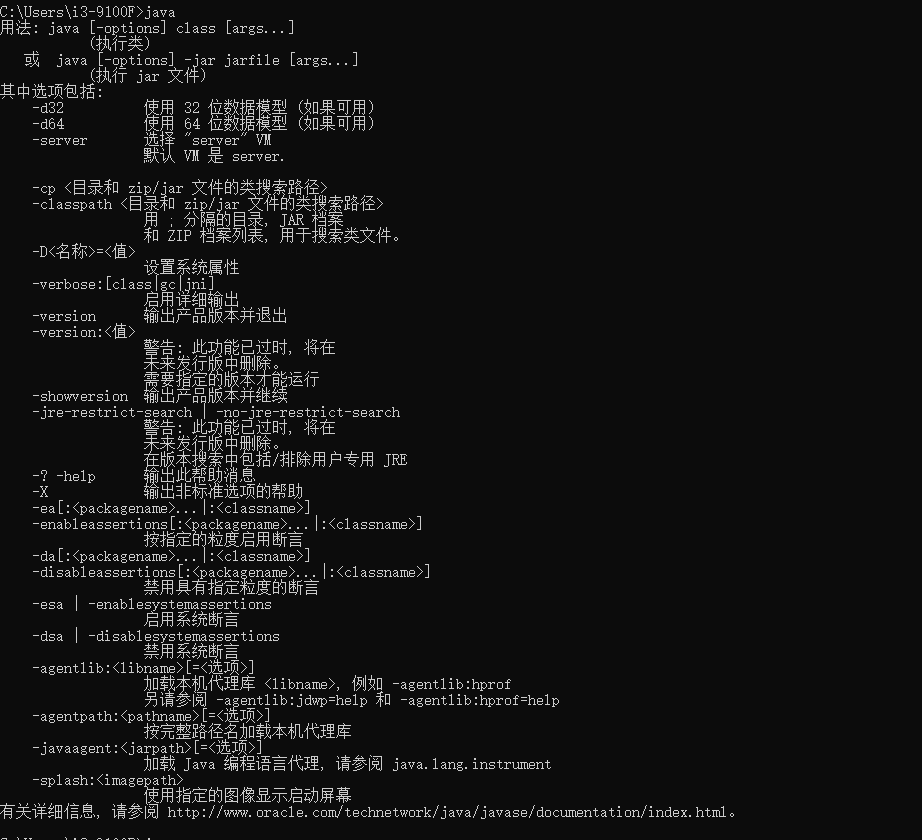 C:\Users\i3-9100F>java
用法: java [-options] class [args...]
(执行类)
或 java [-options] -jar jarfile [args...]
(执行 jar 文件)
其中选项包括:
-d32 使用 32 位数据模型 (如果可用)
-d64 使用 64 位数据模型 (如果可用)
-server 选择 "server" VM
默认 VM 是 server.
-cp <目录和 zip/jar 文件的类搜索路径>
-classpath <目录和 zip/jar 文件的类搜索路径>
用 ; 分隔的目录, JAR 档案
和 ZIP 档案列表, 用于搜索类文件。
-D<名称>=<值>
设置系统属性
-verbose:[class|gc|jni]
启用详细输出
-version 输出产品版本并退出
-version:<值>
警告: 此功能已过时, 将在
未来发行版中删除。
需要指定的版本才能运行
-showversion 输出产品版本并继续
-jre-restrict-search | -no-jre-restrict-search
警告: 此功能已过时, 将在
未来发行版中删除。
在版本搜索中包括/排除用户专用 JRE
-? -help 输出此帮助消息
-X 输出非标准选项的帮助
-ea[:<packagename>...|:<classname>]
-enableassertions[:<packagename>...|:<classname>]
按指定的粒度启用断言
-da[:<packagename>...|:<classname>]
-disableassertions[:<packagename>...|:<classname>]
禁用具有指定粒度的断言
-esa | -enablesystemassertions
启用系统断言
-dsa | -disablesystemassertions
禁用系统断言
-agentlib:<libname>[=<选项>]
加载本机代理库 <libname>, 例如 -agentlib:hprof
另请参阅 -agentlib:jdwp=help 和 -agentlib:hprof=help
-agentpath:<pathname>[=<选项>]
按完整路径名加载本机代理库
-javaagent:<jarpath>[=<选项>]
加载 Java 编程语言代理, 请参阅 java.lang.instrument
-splash:<imagepath>
使用指定的图像显示启动屏幕
有关详细信息, 请参阅 http://www.oracle.com/technetwork/java/javase/documentation/index.html。